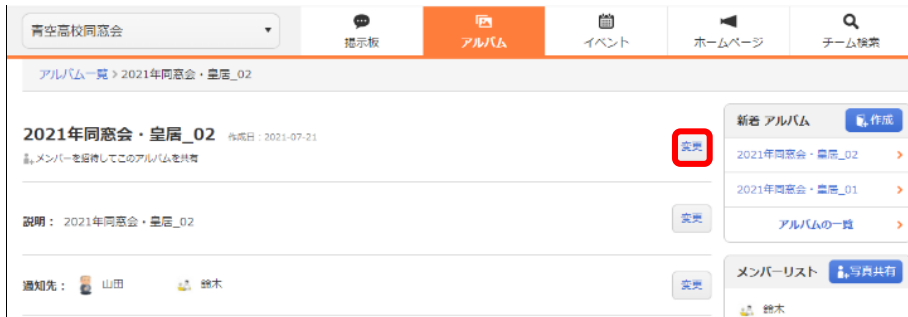 青空高校同窓会
掲示板
アルバム
イベント
ホームページ
チーム検索
アルバム一覧 > 2021年同窓会・皇居_02
2021年同窓会・皇居_02 作成日：2021-07-21
変更
メンバーを招待してこのアルバムを共有
説明： 2021年同窓会・皇居_02
変更
通知先： 山田 鈴木
変更
新着 アルバム 作成
2021年同窓会・皇居_02
2021年同窓会・皇居_01
アルバムの一覧
メンバーリスト 写真共有
鈴木